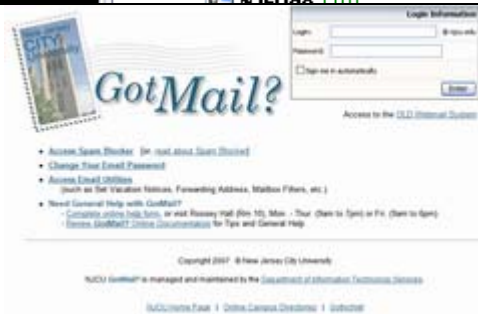 Login Information
Login: @ njcu.edu
Password:
Sign me in automatically
Enter
CITY
University
GotMail?
Access to the OLD Webmail System
Access Spam Blocker [or, read about Spam Blocker]
Change Your Email Password
Access Email Utilities
(such as Set Vacation Notices, Forwarding Address, Mailbox Filters, etc.)
Need General Help with GotMail?
- Complete online help form, or visit Rossey Hall (Rm 10), Mon. - Thur. (9am to 7pm) or Fri. (9am to 6pm)
- Review GotMail? Online Documentation for Tips and General Help
Copyright 2007 © New Jersey City University
NJCU GotMail? is managed and maintained by the Department of Information Technology Services
NJCU Home Page | Online Campus Directories | GothicNet